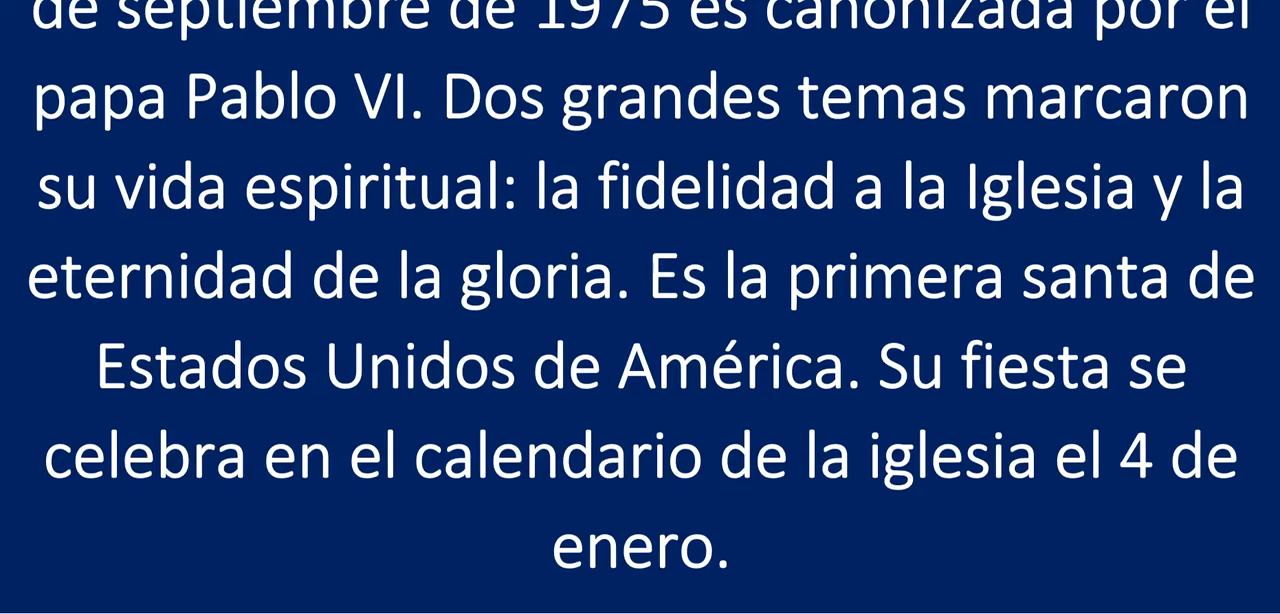 de septiembre de 1975 es canonizada por el
papa Pablo VI. Dos grandes temas marcaron
su vida espiritual: la fidelidad a la Iglesia y la
eternidad de la gloria. Es la primera santa de
Estados Unidos de América. Su fiesta se
celebra en el calendario de la iglesia el 4 de
enero.